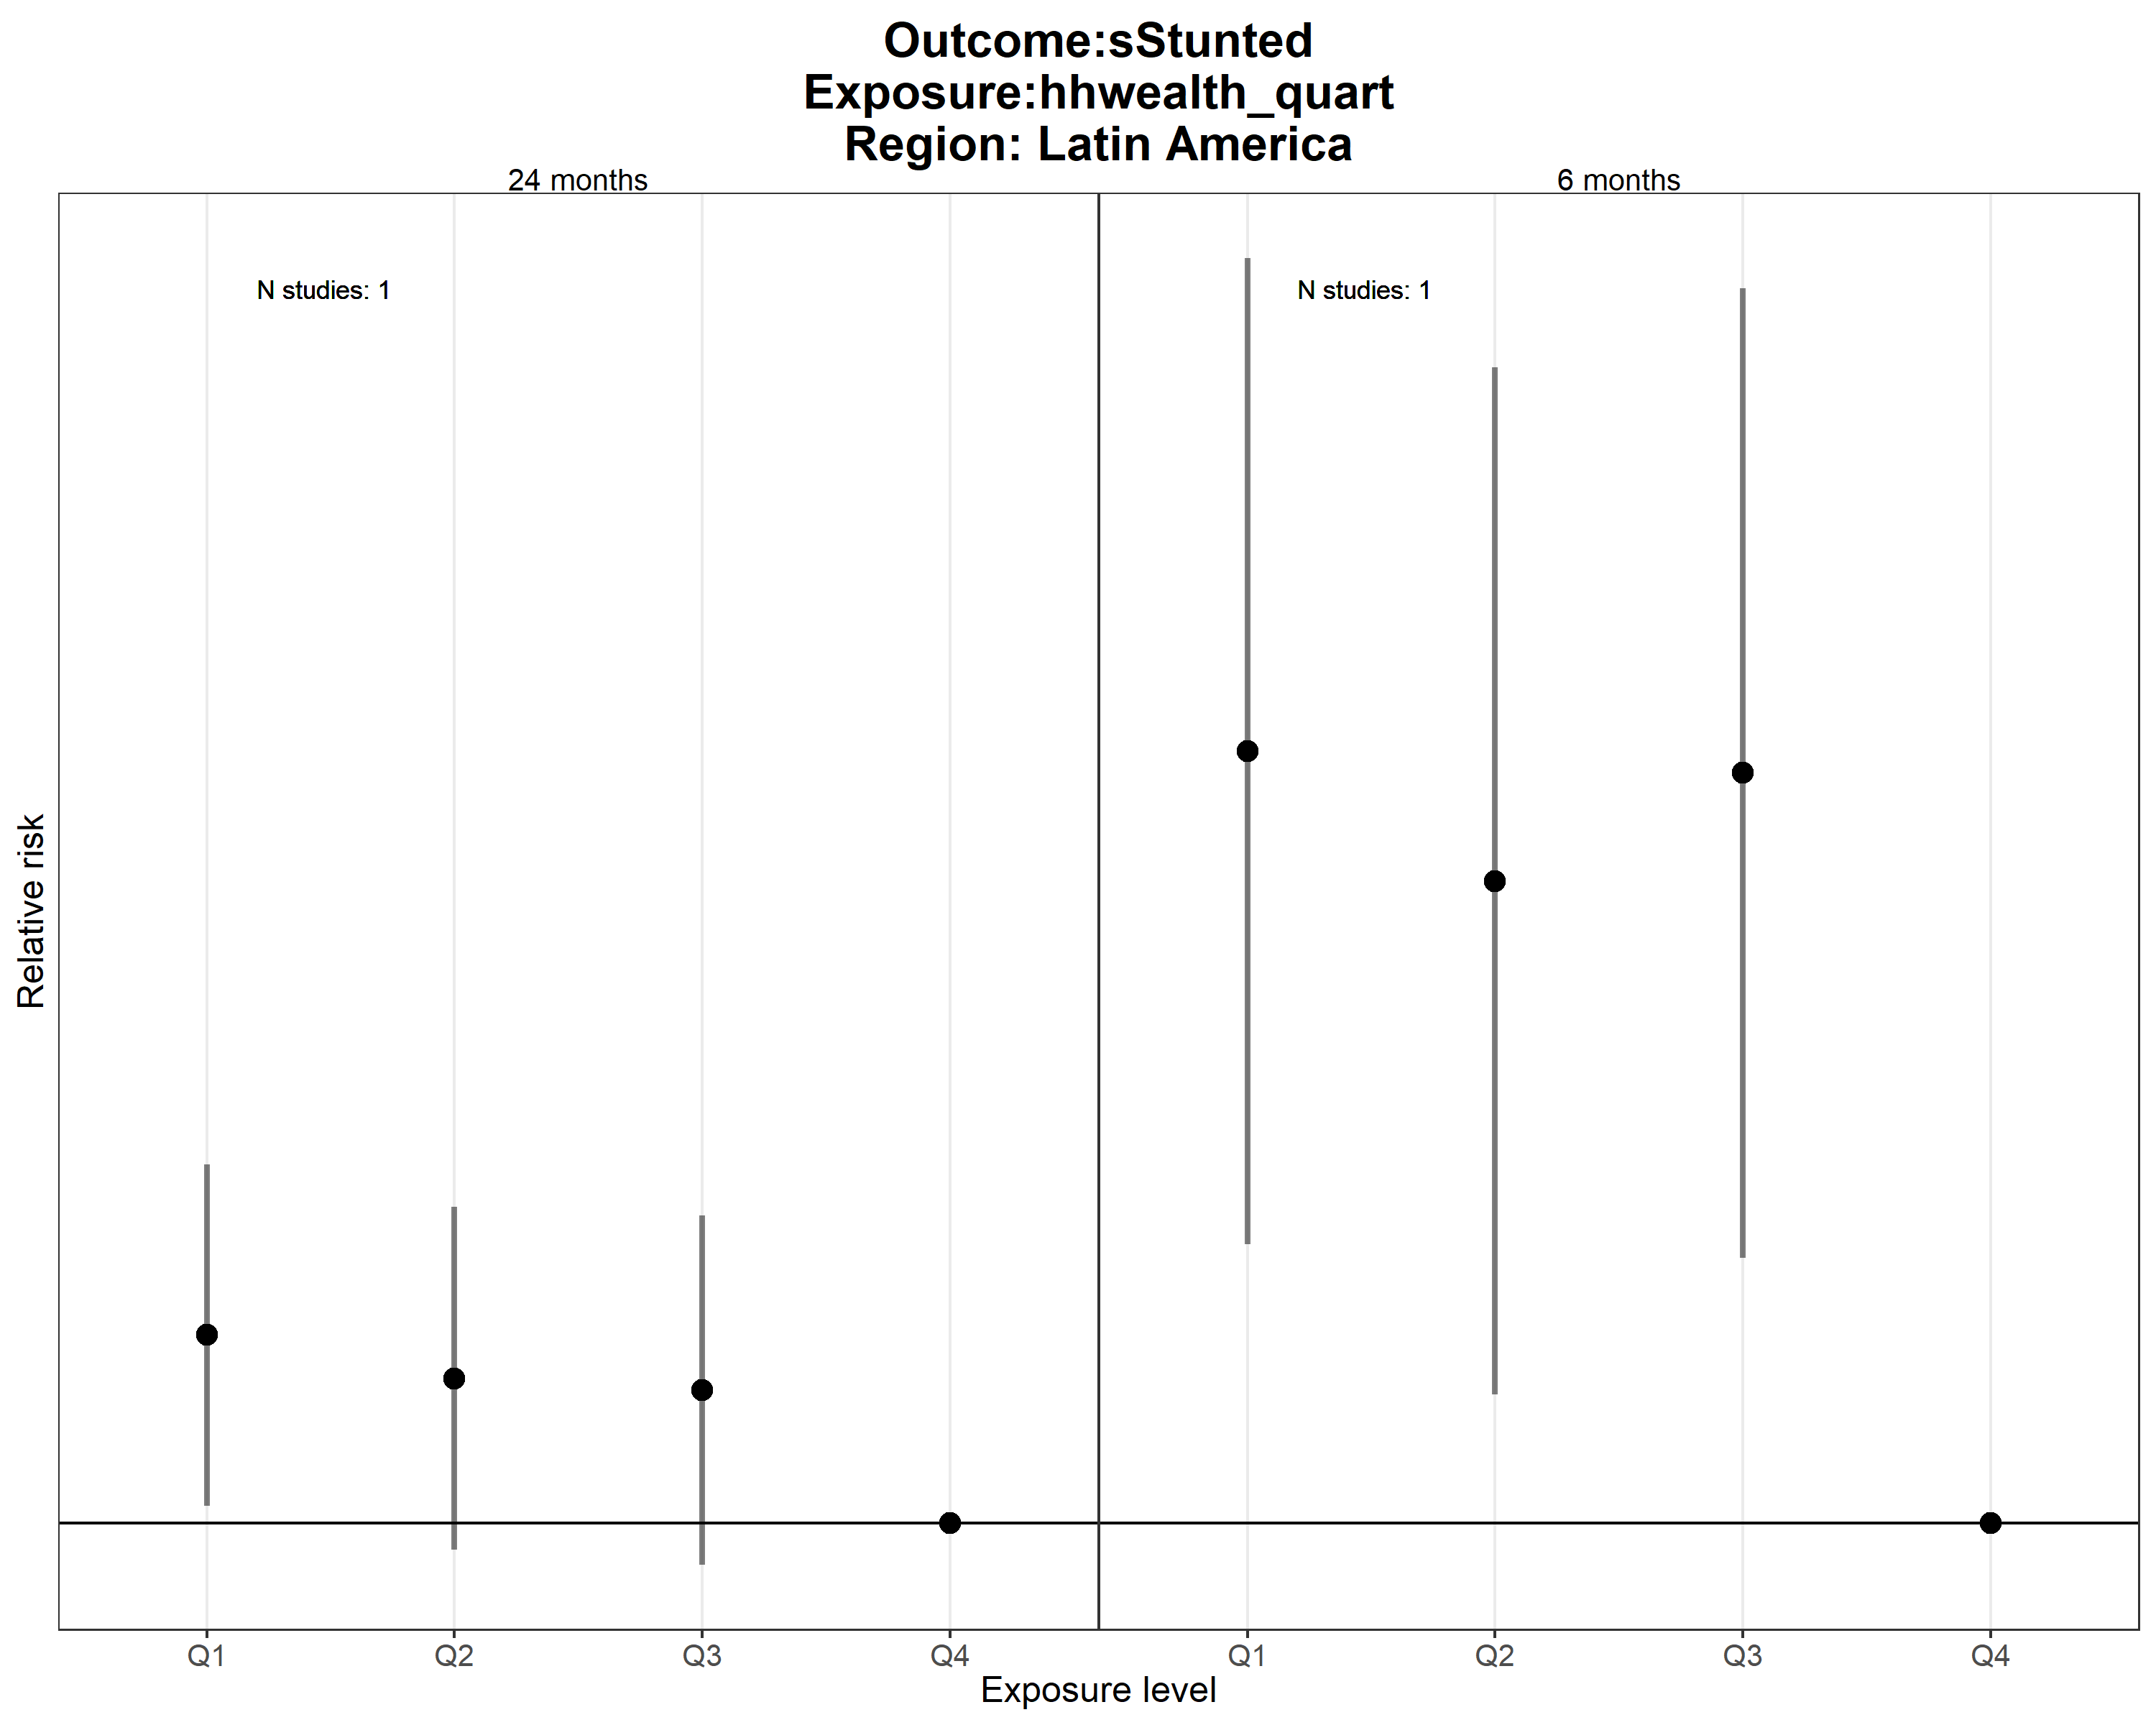 Outcome:sStunted
Exposure:hhwealth_quart
Region: Latin America
24 months
6 months
N studies: 1
N studies: 1
Relative risk
Q1
Q2
Q3
Q4
Q1
Q2
Q3
Q4
Exposure level